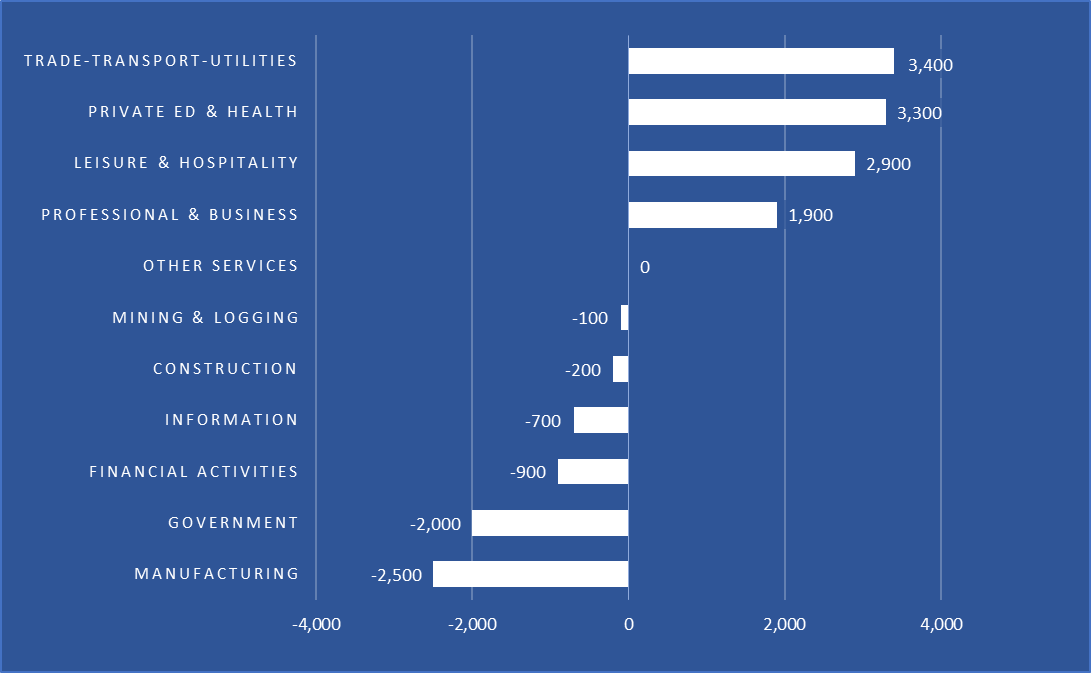 TRADE-TRANSPORT-UTILITIES 3,400
PRIVATE ED & HEALTH 3,300
LEISURE & HOSPITALITY 2,900
PROFESSIONAL & BUSINESS 1,900
OTHER SERVICES 0
MINING & LOGGING -100
CONSTRUCTION -200
INFORMATION -700
FINANCIAL ACTIVITIES -900
GOVERNMENT -2,000
MANUFACTURING -2,500
-4,000 -2,000 0 2,000 4,000